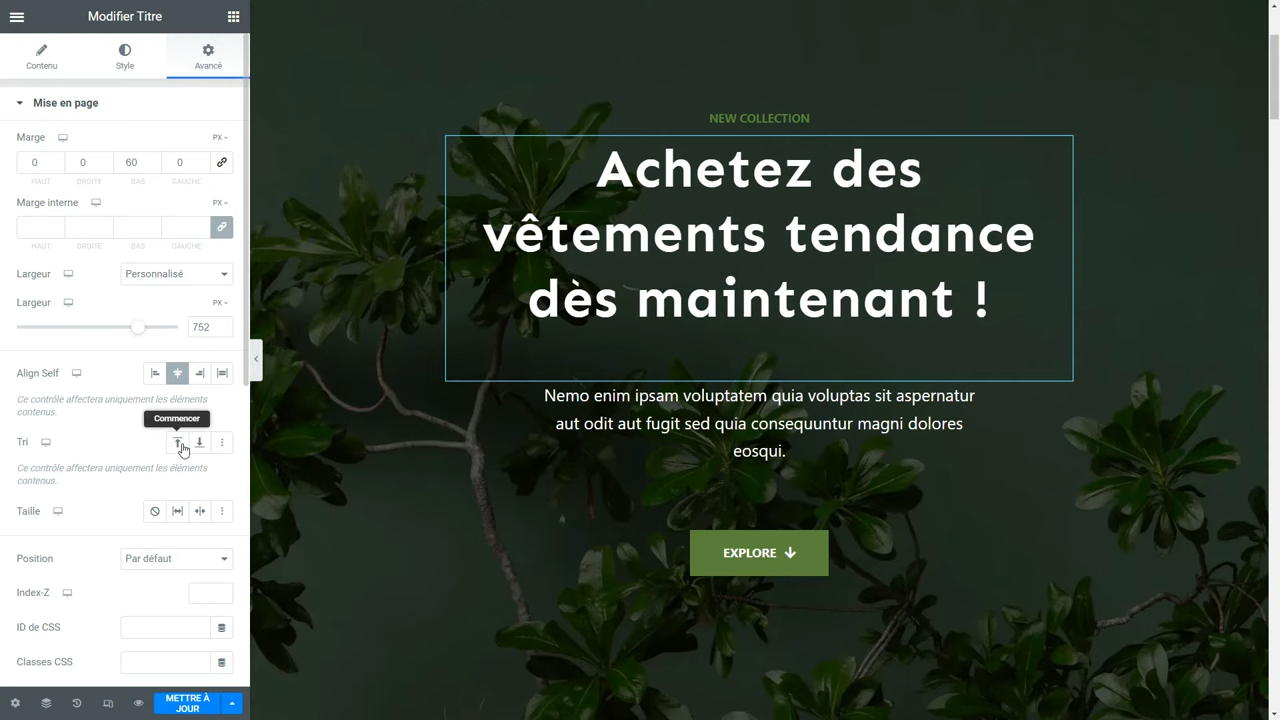 Modifier Titre
Contenu
Style
Avancé
Mise en page
Marge PX
0 0 60 0
HAUT DROITE BAS GAUCHE
Marge interne PX
HAUT DROITE BAS GAUCHE
Largeur Personnalisé
Largeur PX
752
Align Self
Ce contrôle affectera uniquement les éléments
contenus.
Commencer
Tri
Ce contrôle affectera uniquement les éléments
contenus.
Taille
Position Par défaut
Index-Z
ID de CSS
Classes CSS
METTRE À
JOUR
NEW COLLECTION
Achetez des
vêtements tendance
dès maintenant !
Nemo enim ipsam voluptatem quia voluptas sit aspernatur
aut odit aut fugit sed quia consequuntur magni dolores
eosqui.
EXPLORE